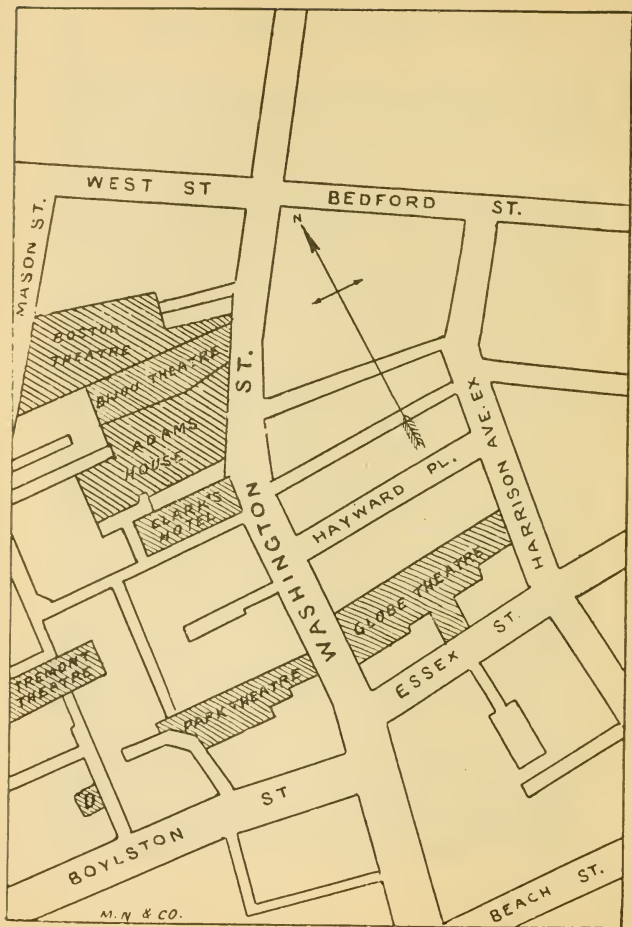 WEST ST
BEDFORD ST.
MASON ST.
N
BOSTON
THEATRE
BIJOU THEATRE
ADAMS
HOUSE
CLARK'S
HOTEL
WASHINGTON ST.
HAYWARD PL.
HARRISON AVE. EX
GLOBE THEATRE
ESSEX ST.
TREMONT
THEATRE
PARK THEATRE
D
BOYLSTON ST
BEACH ST.
M.N & CO.